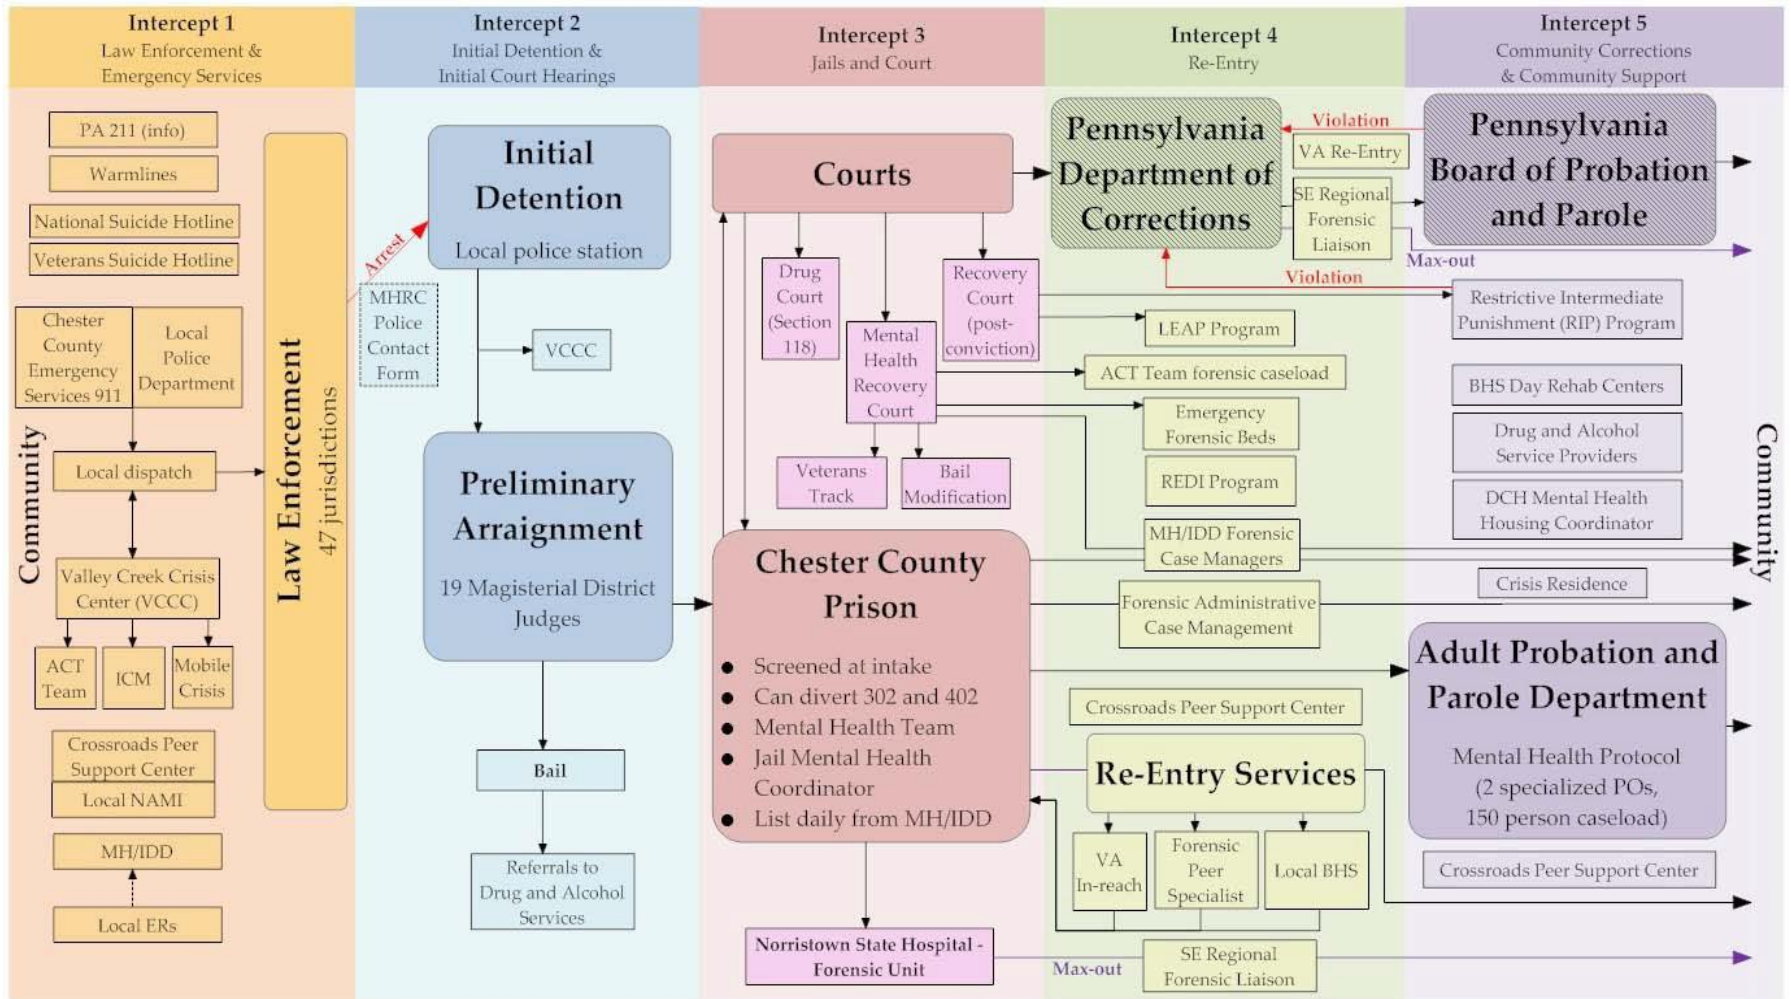 Intercept 1
Law Enforcement &
Emergency Services
Intercept 2
Initial Detention &
Initial Court Hearings
Intercept 3
Jails and Court
Intercept 4
Re-Entry
Intercept 5
Community Corrections
& Community Support
PA 211 (info)
Warmlines
National Suicide Hotline
Veterans Suicide Hotline
Chester
County
Emergency
Services 911
Local
Police
Department
Community
Local dispatch
Valley Creek Crisis
Center (VCCC)
ACT
Team
ICM
Mobile
Crisis
Crossroads Peer
Support Center
Local NAMI
MH/IDD
Local ERs
Law Enforcement
47 jurisdictions
Arrest
MHRC
Police
Contact
Form
Initial
Detention
Local police station
VCCC
Preliminary
Arraignment
19 Magisterial District
Judges
Bail
Referrals to
Drug and Alcohol
Services
Courts
Drug
Court
(Section
118)
Mental
Health
Recovery
Court
Recovery
Court
(post-
conviction)
Veterans
Track
Bail
Modification
Chester County
Prison
● Screened at intake
● Can divert 302 and 402
● Mental Health Team
● Jail Mental Health
Coordinator
● List daily from MH/IDD
Norristown State Hospital -
Forensic Unit
Pennsylvania
Department of
Corrections
Violation
VA Re-Entry
SE Regional
Forensic
Liaison
Max-out
Violation
LEAP Program
ACT Team forensic caseload
Emergency
Forensic Beds
REDI Program
MH/IDD Forensic
Case Managers
Forensic Administrative
Case Management
Crossroads Peer Support Center
Re-Entry Services
VA
In-reach
Forensic
Peer
Specialist
Local BHS
Max-out
SE Regional
Forensic Liaison
Pennsylvania
Board of Probation
and Parole
Restrictive Intermediate
Punishment (RIP) Program
BHS Day Rehab Centers
Drug and Alcohol
Service Providers
DCH Mental Health
Housing Coordinator
Crisis Residence
Adult Probation and
Parole Department
Mental Health Protocol
(2 specialized POs,
150 person caseload)
Crossroads Peer Support Center
Community